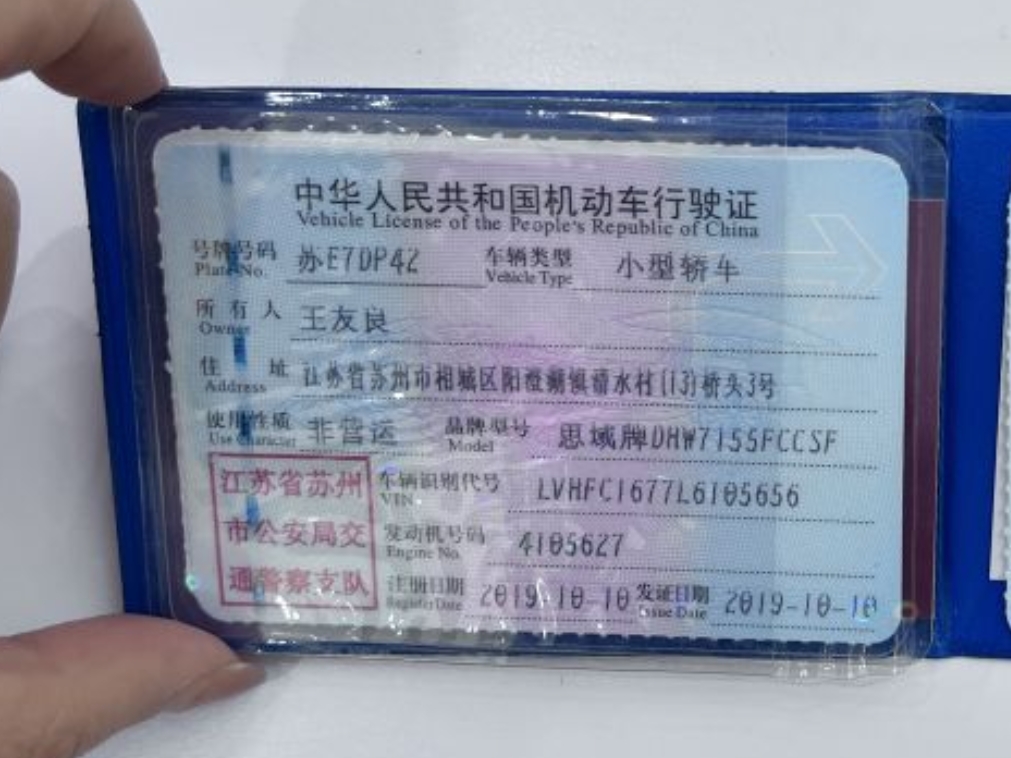 中华人民共和国机动车行驶证
Vehicle License of the People's Republic of China
号牌号码 苏E7DP42 车辆类型 小型轿车
Plate No. Vehicle Type
所有人 王友良
Owner
住址 江苏省苏州市相城区阳澄湖镇清水村(13)桥头3号
Address
使用性质 非营运 品牌型号 思域牌DHW7155FCCSF
Use Character Model
江苏省苏州 车辆识别代号 LVHFC1677L6105656
VIN
市公安局交 发动机号码 4105627
Engine No.
通警察支队 注册日期 2019-10-10 发证日期 2019-10-10
Register Date Issue Date